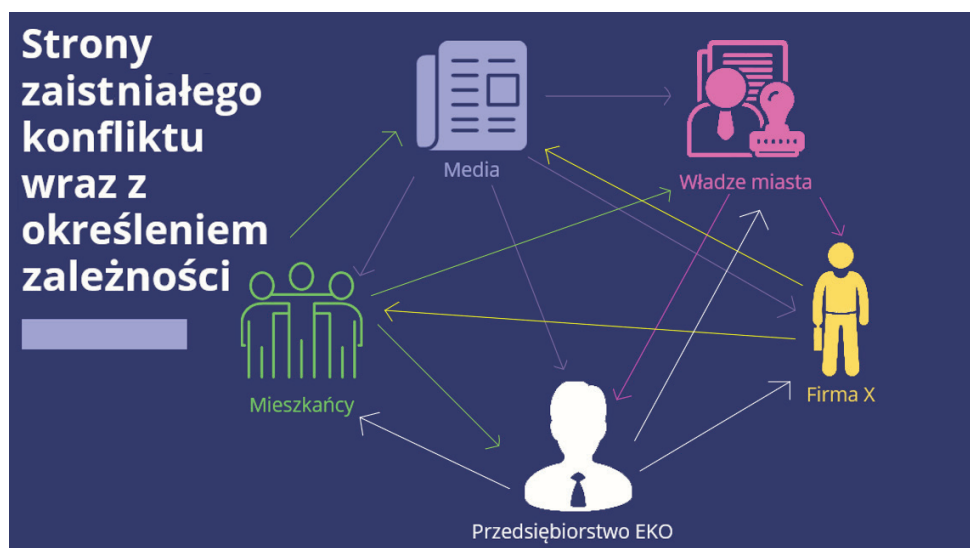 Strony
zaistniałego
konfliktu
wraz z
określeniem
zależności
Media
Władze miasta
Mieszkańcy
Firma X
Przedsiębiorstwo EKO